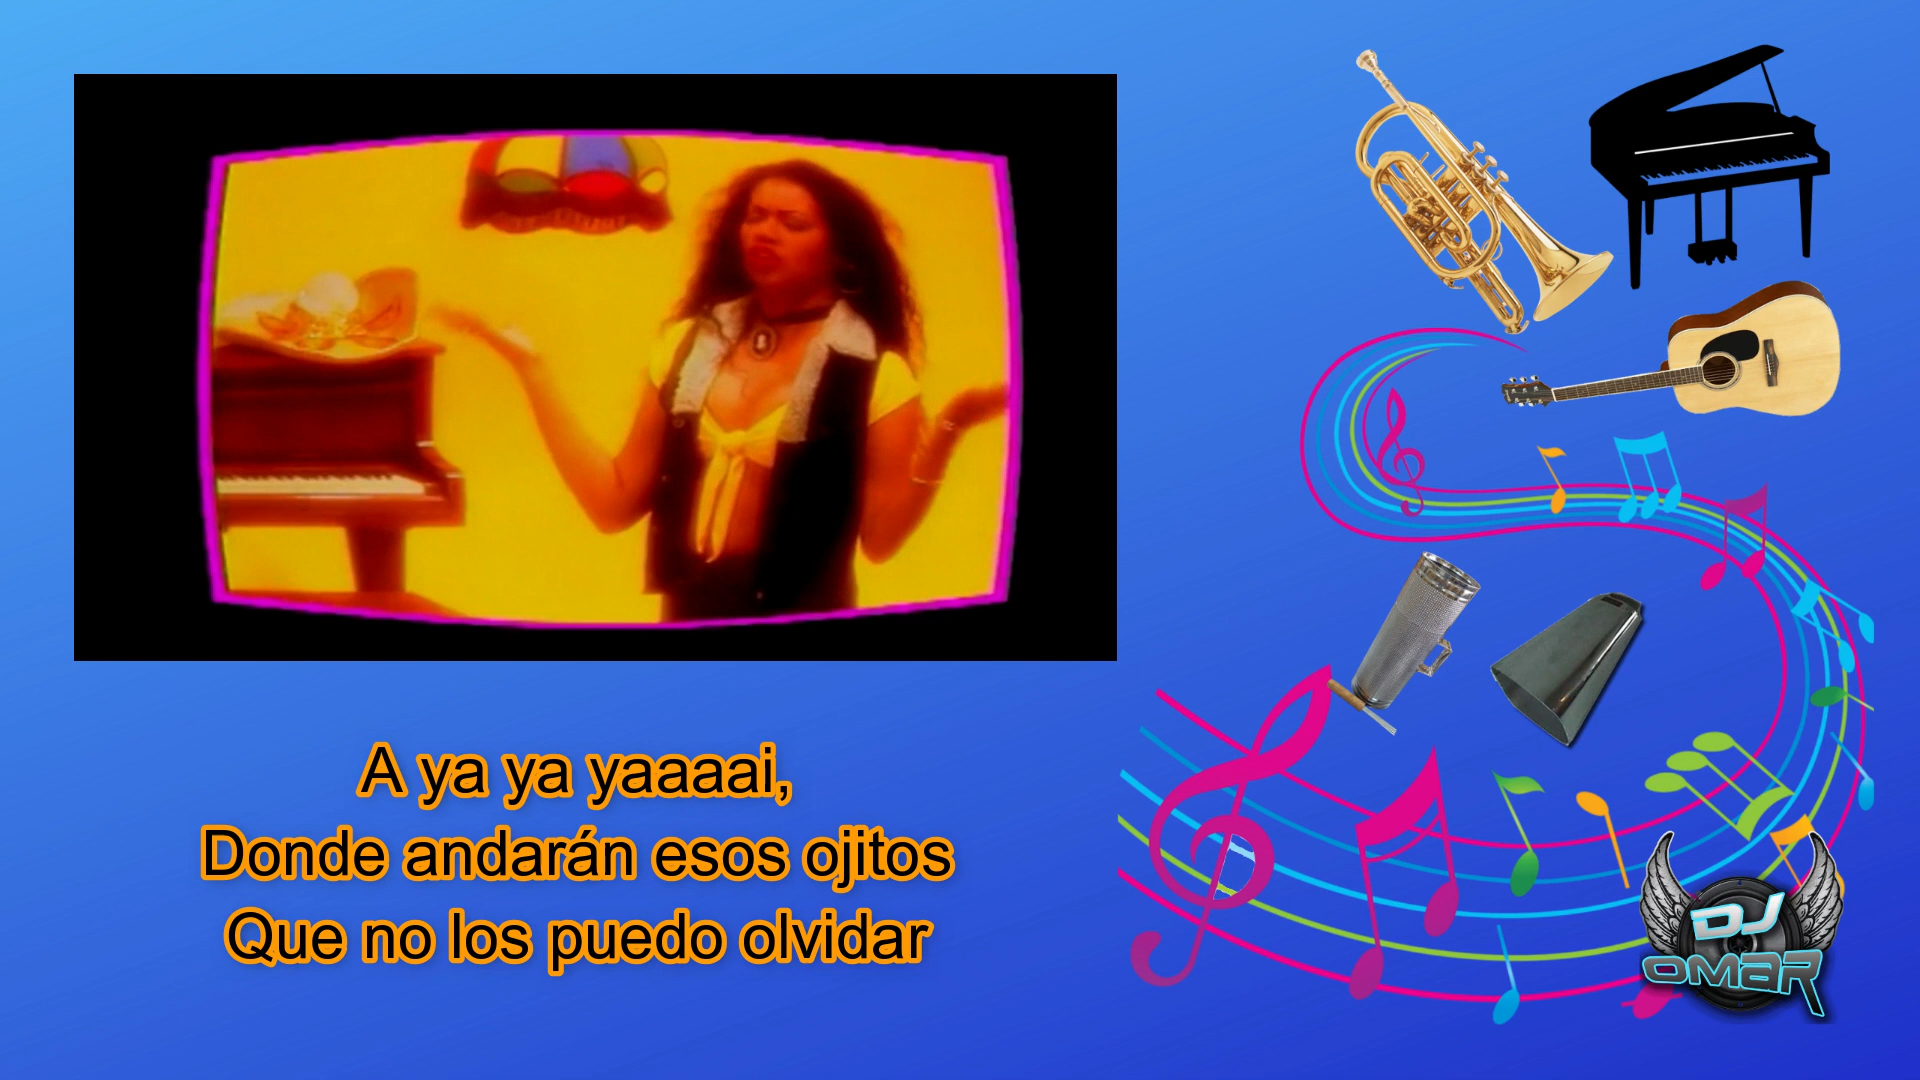 A ya ya yaaaai,
Donde andarán esos ojitos
Que no los puedo olvidar
DJ
OMAR